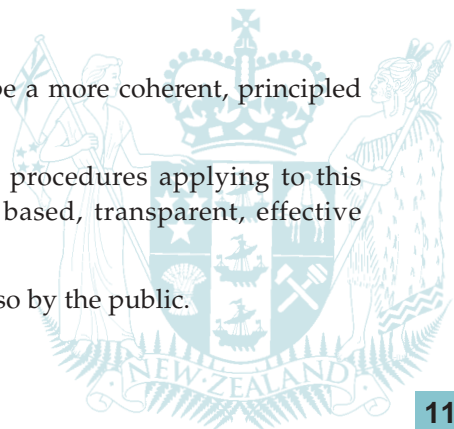 be a more coherent, principled
procedures applying to this
based, transparent, effective
so by the public.
NEW ZEALAND
11